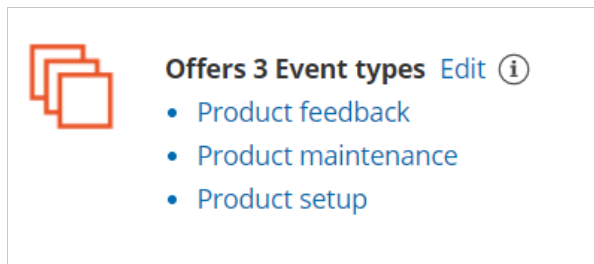 Offers 3 Event types Edit
Product feedback
Product maintenance
Product setup